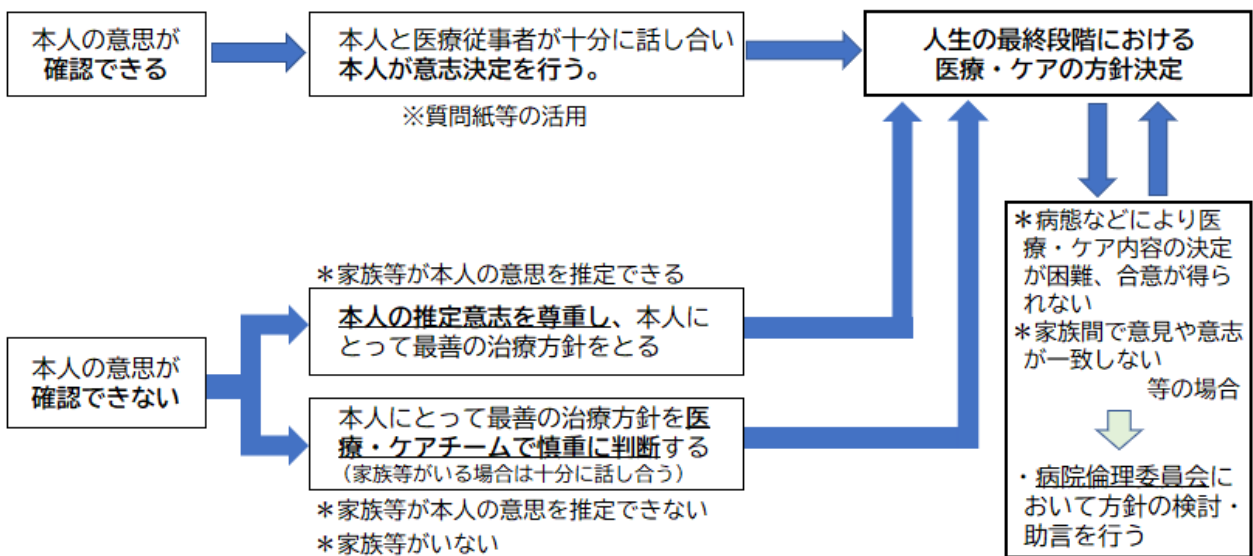 本人の意思が
確認できる
本人と医療従事者が十分に話し合い
本人が意志決定を行う。
※質問紙等の活用
人生の最終段階における
医療・ケアの方針決定
＊家族等が本人の意思を推定できる
本人の推定意志を尊重し、本人に
とって最善の治療方針をとる
本人の意思が
確認できない
本人にとって最善の治療方針を医
療・ケアチームで慎重に判断する
（家族等がいる場合は十分に話し合う）
＊家族等が本人の意思を推定できない
＊家族等がいない
＊病態などにより医
療・ケア内容の決定
が困難、合意が得ら
れない
＊家族間で意見や意志
が一致しない
等の場合
・病院倫理委員会に
おいて方針の検討・
助言を行う